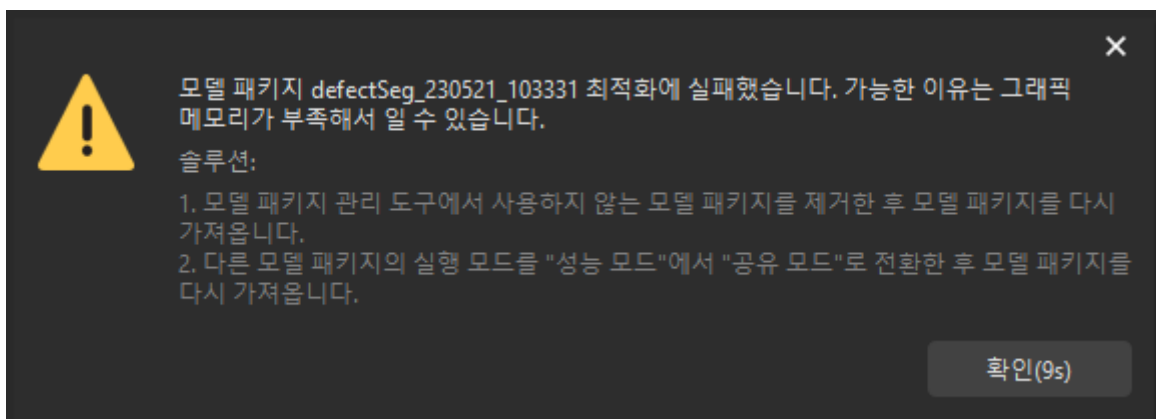 모델 패키지 defectSeg_230521_103331 최적화에 실패했습니다. 가능한 이유는 그래픽
메모리가 부족해서 일 수 있습니다.
솔루션:
1. 모델 패키지 관리 도구에서 사용하지 않는 모델 패키지를 제거한 후 모델 패키지를 다시
가져옵니다.
2. 다른 모델 패키지의 실행 모드를 "성능 모드"에서 "공유 모드"로 전환한 후 모델 패키지를
다시 가져옵니다.
확인(9s)